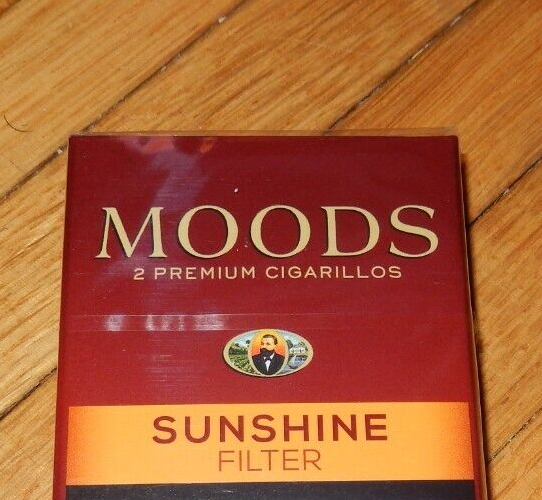 MOODS
2 PREMIUM CIGARILLOS
SUNSHINE
FILTER